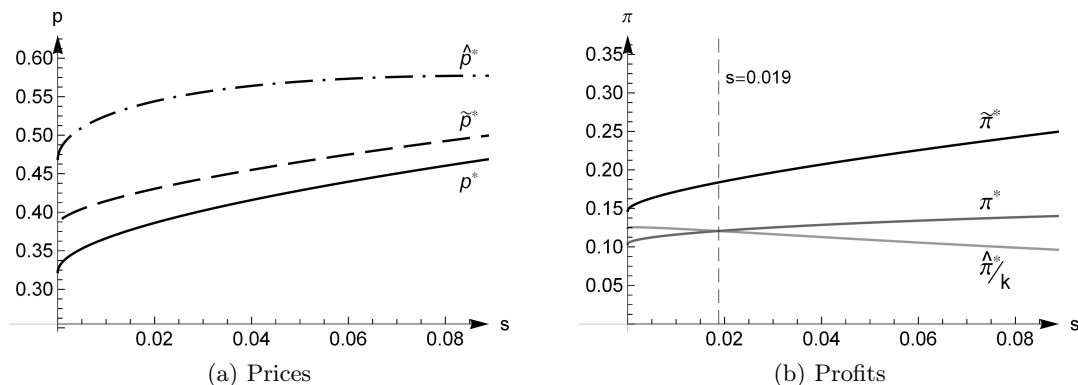 p
0.60
0.55
0.50
0.45
0.40
0.35
0.30
p̂*
p̃*
p*
0.02 0.04 0.06 0.08 s
(a) Prices
π
0.35
0.30
0.25
0.20
0.15
0.10
0.05
s=0.019
π̃*
π*
π̂*/k
0.02 0.04 0.06 0.08 s
(b) Profits